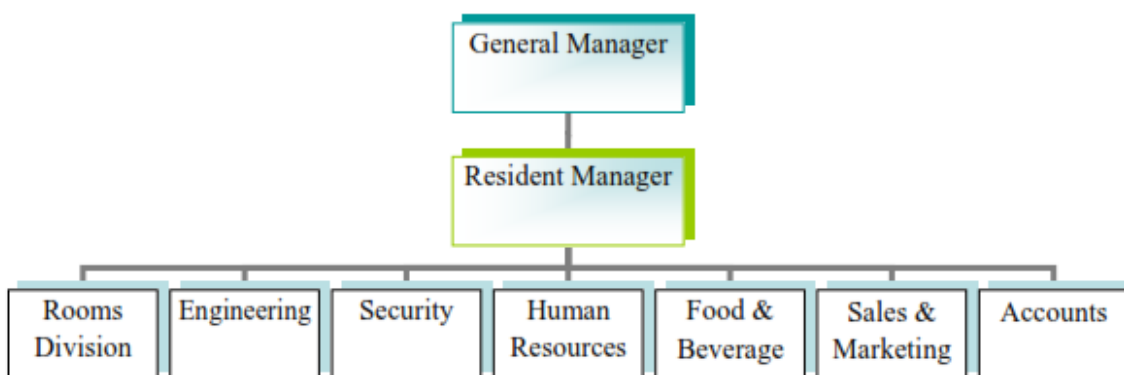 General Manager
Resident Manager
Rooms
Division
Engineering
Security
Human
Resources
Food &
Beverage
Sales &
Marketing
Accounts